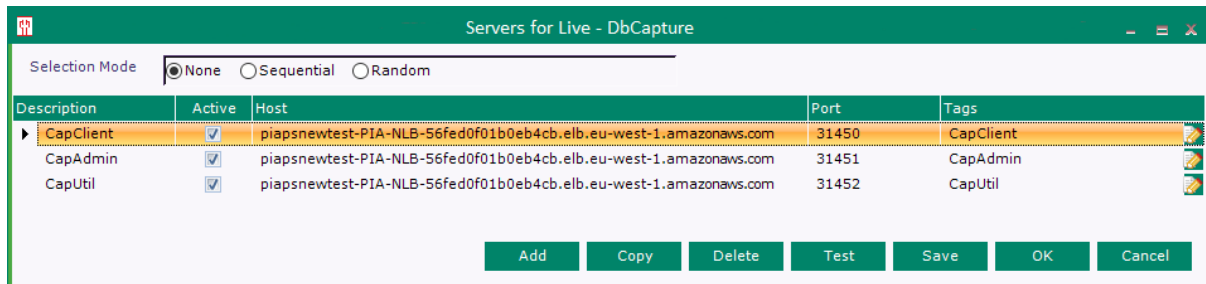 Servers for Live - DbCapture
Selection Mode None Sequential Random
Description Active Host Port Tags
CapClient piapsnewtest-PIA-NLB-56fed0f01b0eb4cb.elb.eu-west-1.amazonaws.com 31450 CapClient
CapAdmin piapsnewtest-PIA-NLB-56fed0f01b0eb4cb.elb.eu-west-1.amazonaws.com 31451 CapAdmin
CapUtil piapsnewtest-PIA-NLB-56fed0f01b0eb4cb.elb.eu-west-1.amazonaws.com 31452 CapUtil
Add Copy Delete Test Save OK Cancel